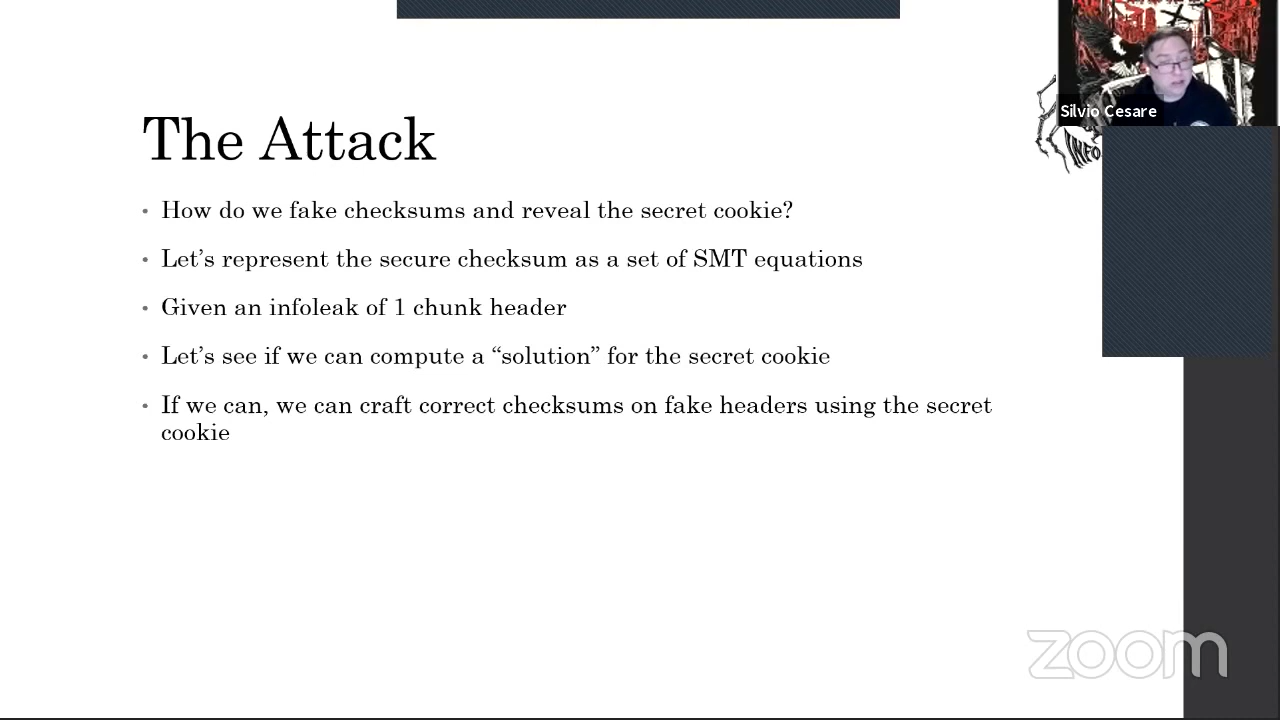 Silvio Cesare
INFO
The Attack
• How do we fake checksums and reveal the secret cookie?
• Let’s represent the secure checksum as a set of SMT equations
• Given an infoleak of 1 chunk header
• Let’s see if we can compute a “solution” for the secret cookie
• If we can, we can craft correct checksums on fake headers using the secret
cookie
zoom